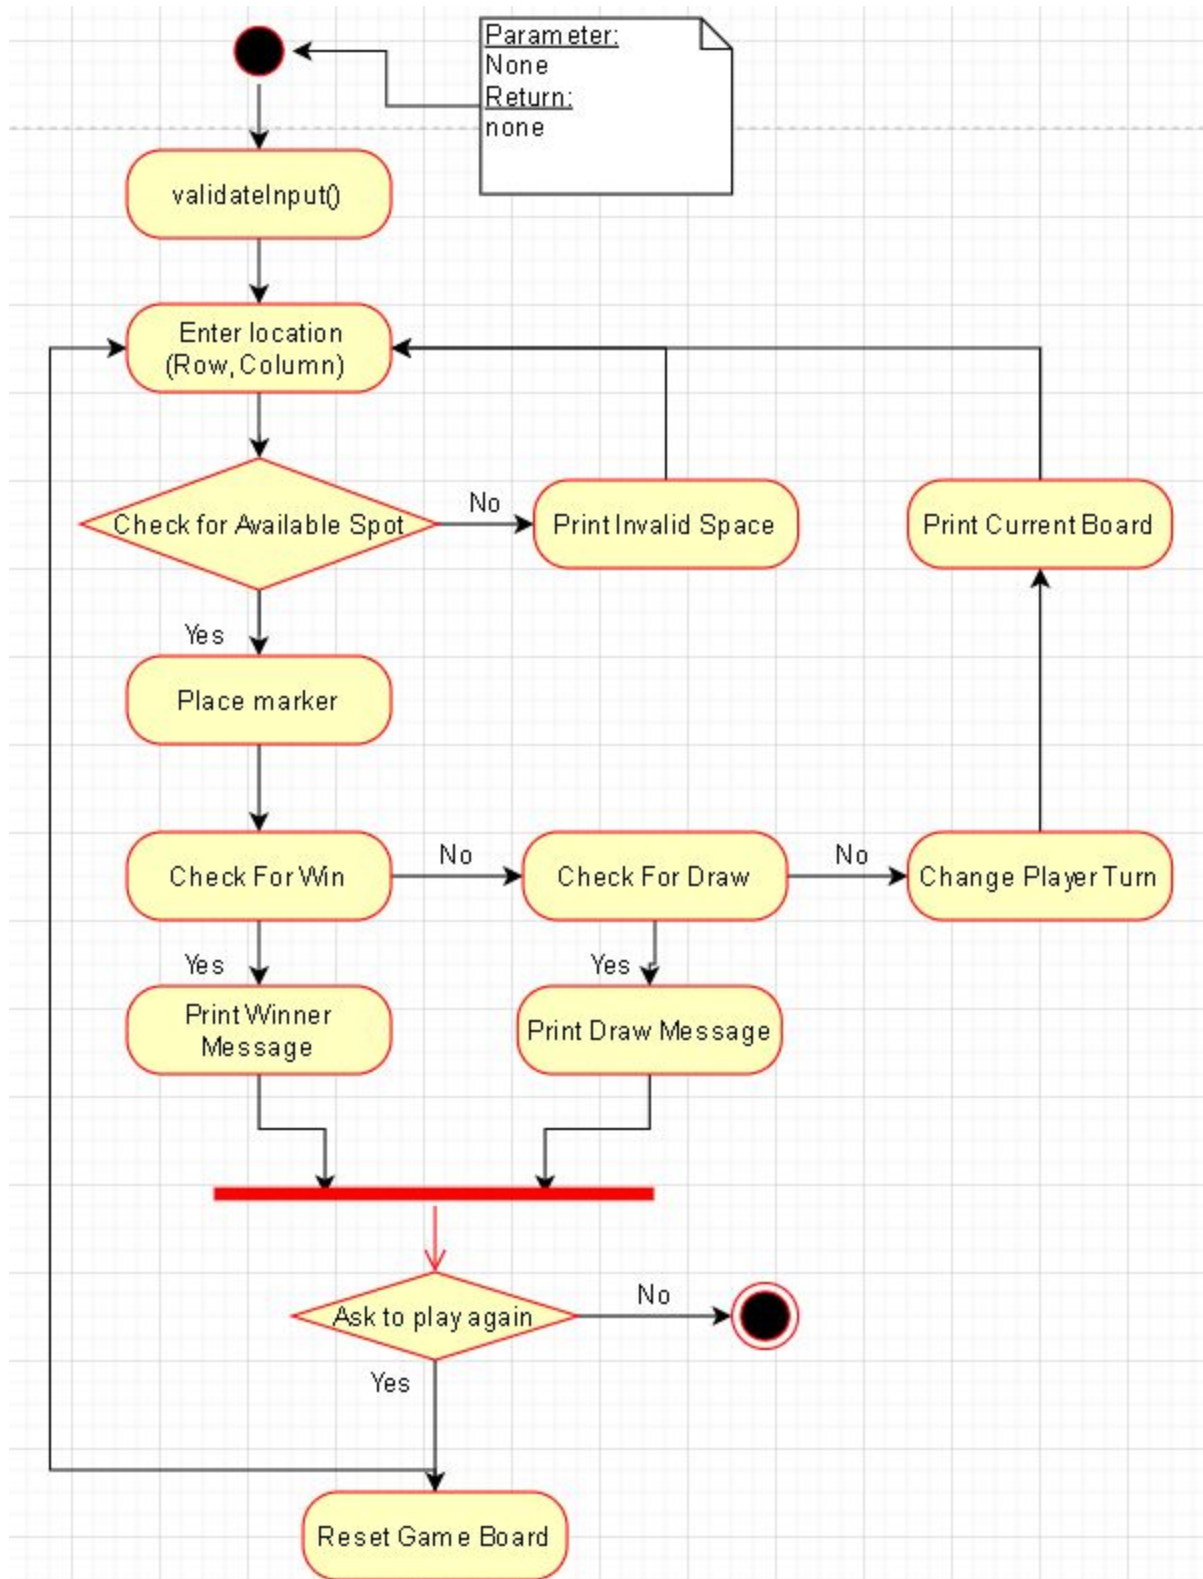 Parameter:
None
Return:
none
validateInput()
Enter location
(Row,Column)
Check for Available Spot
No
Print Invalid Space
Print Current Board
Yes
Place marker
Check For Win
No
Check For Draw
No
Change Player Turn
Yes
Yes
Print Winner
Message
Print Draw Message
Ask to play again
No
Yes
Reset Game Board